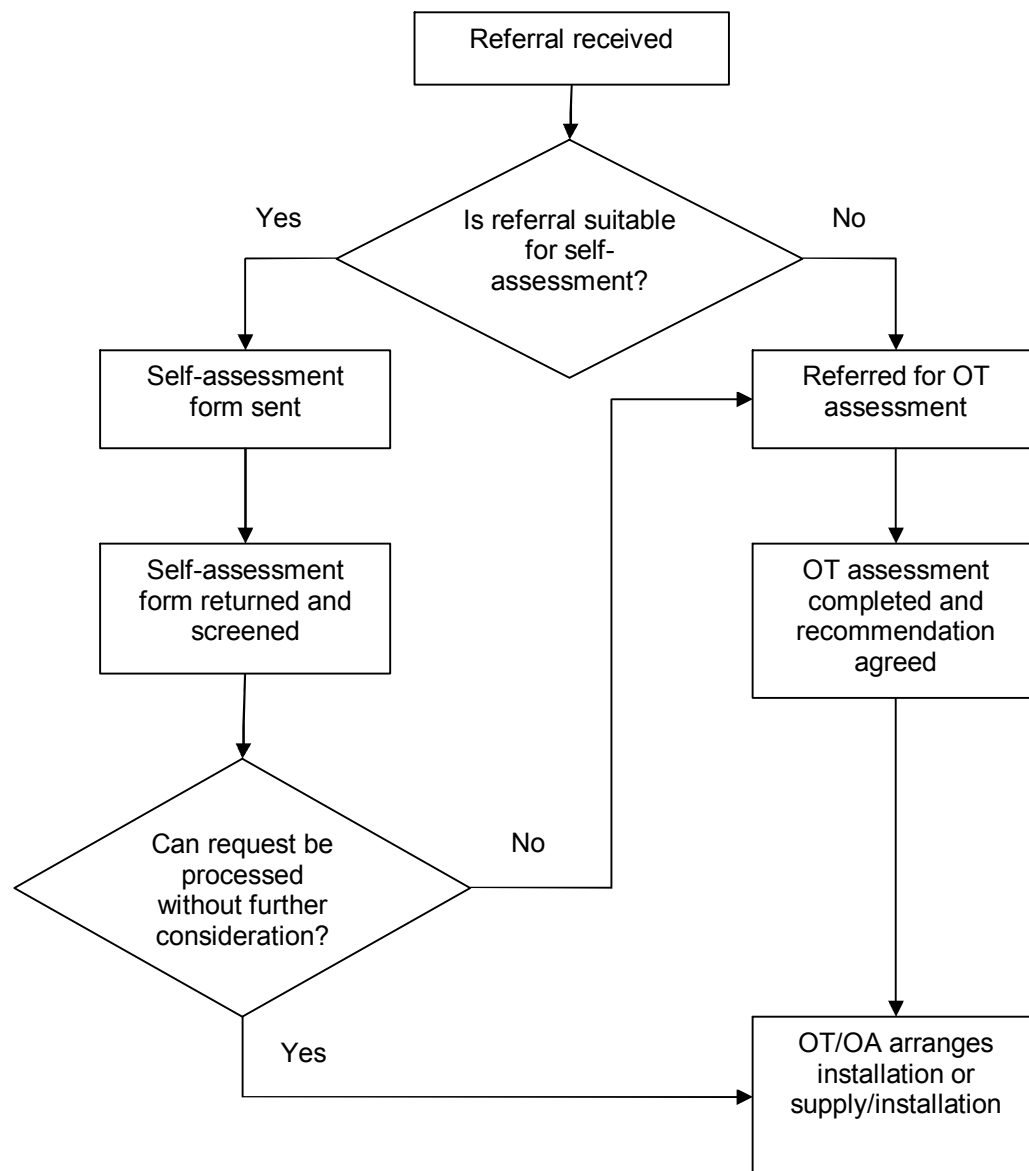 Referral received
Yes
Is referral suitable
for self-
assessment?
No
Self-assessment
form sent
Referred for OT
assessment
Self-assessment
form returned and
screened
OT assessment
completed and
recommendation
agreed
Can request be
processed
without further
consideration?
No
Yes
OT/OA arranges
installation or
supply/installation